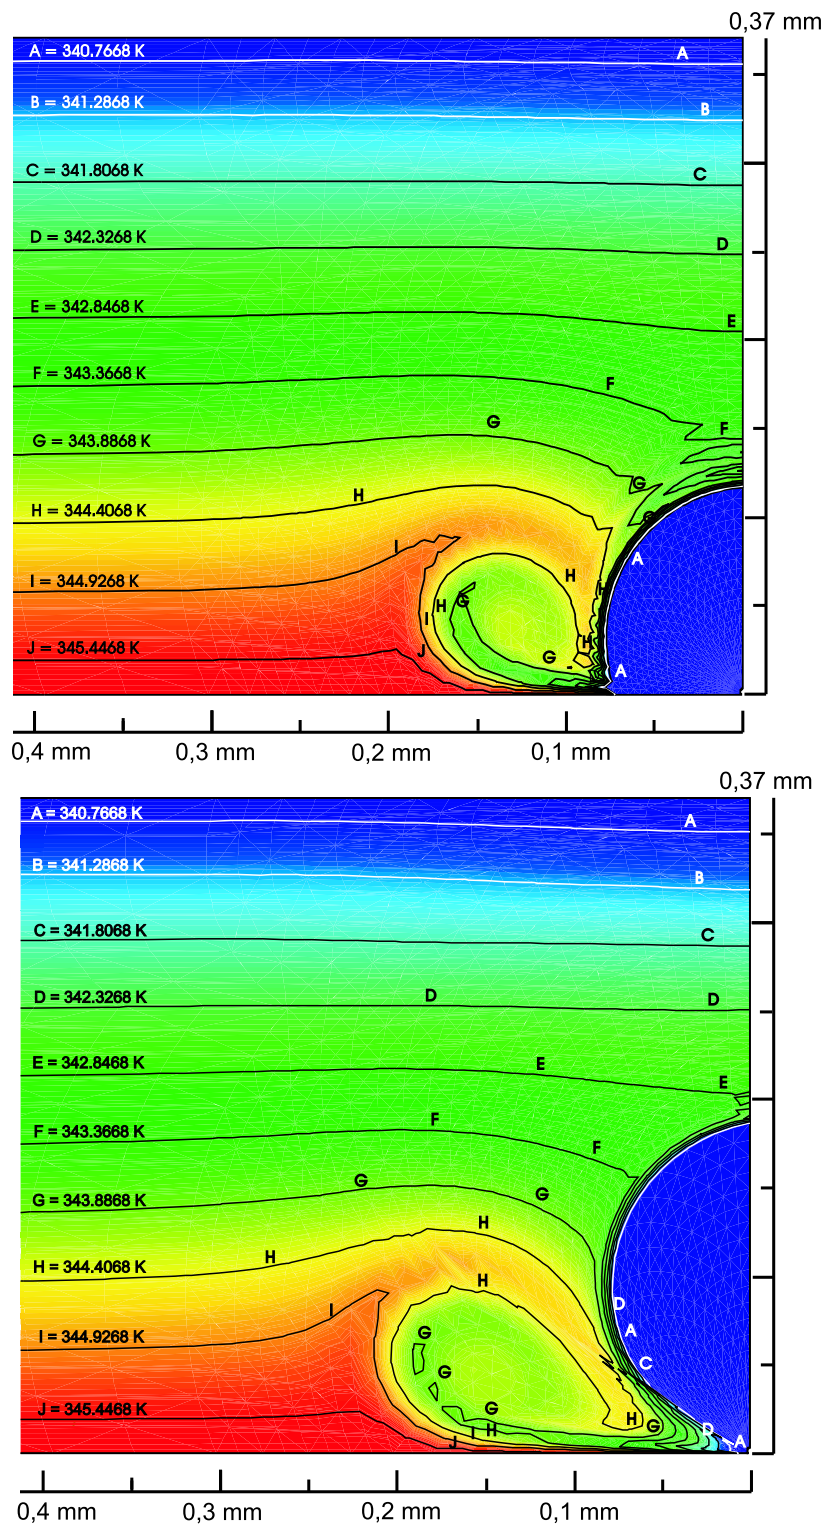 0,37 mm
A = 340.7668 K
A
B = 341.2868 K
B
C = 341.8068 K
C
D = 342.3268 K
D
E = 342.8468 K
E
F = 343.3668 K
F
G
F
G = 343.8868 K
G
H
H = 344.4068 K
G
I
A
I = 344.9268 K
H
H
H
G
I
H
J = 345.4468 K
J
G
A
0,4 mm 0,3 mm 0,2 mm 0,1 mm
0,37 mm
A = 340.7668 K
A
B = 341.2868 K
B
C = 341.8068 K
C
D = 342.3268 K
D
D
E = 342.8468 K
E
E
F = 343.3668 K
F
F
G = 343.8868 K
G
G
H
H = 344.4068 K
H
H
I
D
I = 344.9268 K
G
A
G
C
J = 345.4468 K
G
H
G
I
H
D
J
A
0,4 mm 0,3 mm 0,2 mm 0,1 mm